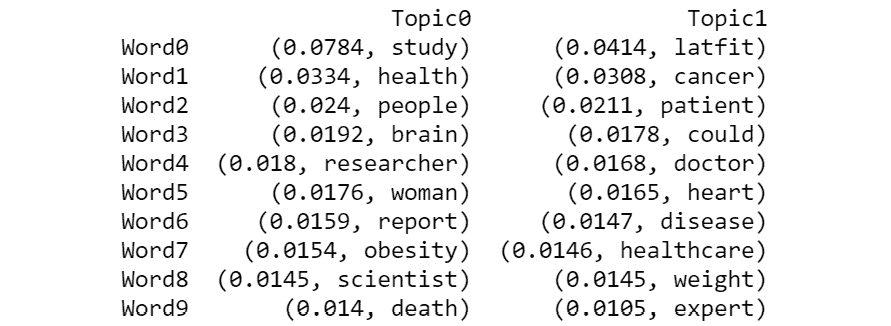 Topic0 Topic1
Word0 (0.0784, study) (0.0414, latfit)
Word1 (0.0334, health) (0.0308, cancer)
Word2 (0.024, people) (0.0211, patient)
Word3 (0.0192, brain) (0.0178, could)
Word4 (0.018, researcher) (0.0168, doctor)
Word5 (0.0176, woman) (0.0165, heart)
Word6 (0.0159, report) (0.0147, disease)
Word7 (0.0154, obesity) (0.0146, healthcare)
Word8 (0.0145, scientist) (0.0145, weight)
Word9 (0.014, death) (0.0105, expert)